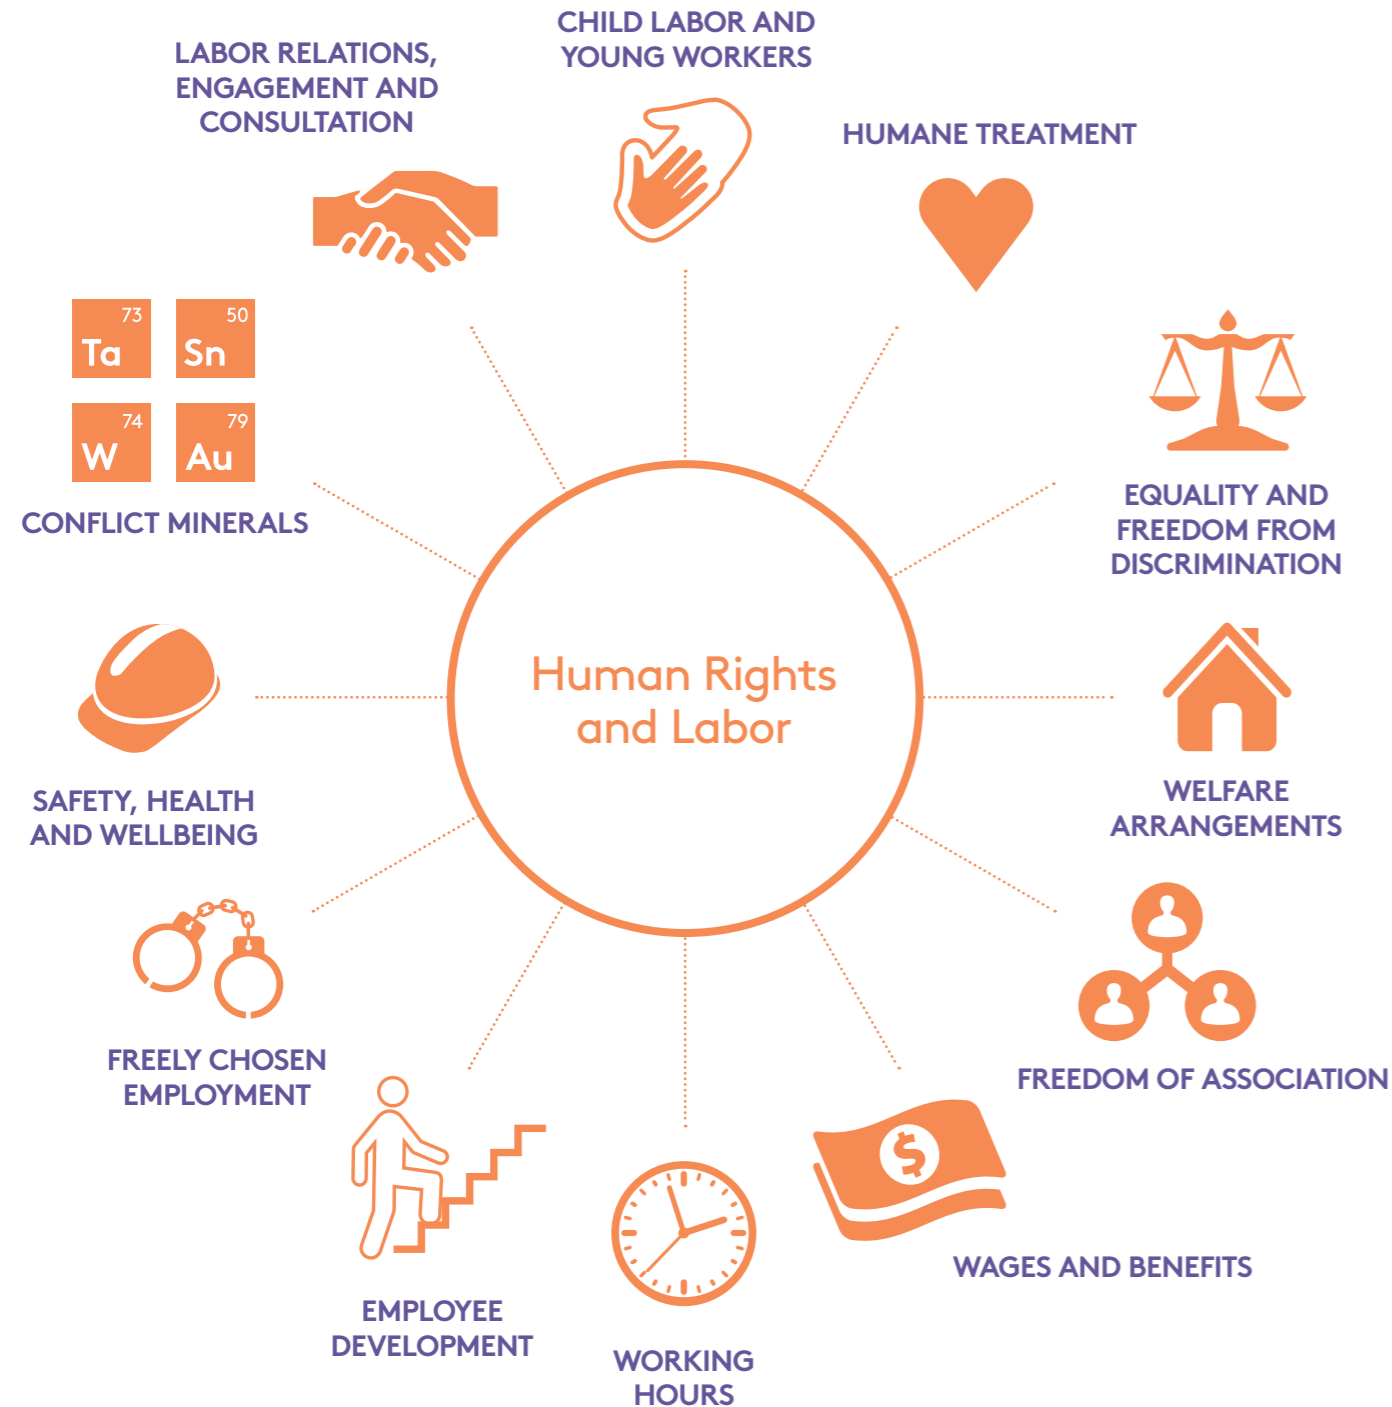 CHILD LABOR AND
YOUNG WORKERS
LABOR RELATIONS,
ENGAGEMENT AND
CONSULTATION
HUMANE TREATMENT
73
Ta
50
Sn
74
W
79
Au
CONFLICT MINERALS
EQUALITY AND
FREEDOM FROM
DISCRIMINATION
Human Rights
and Labor
SAFETY, HEALTH
AND WELLBEING
WELFARE
ARRANGEMENTS
FREELY CHOSEN
EMPLOYMENT
FREEDOM OF ASSOCIATION
$
WAGES AND BENEFITS
EMPLOYEE
DEVELOPMENT
WORKING
HOURS